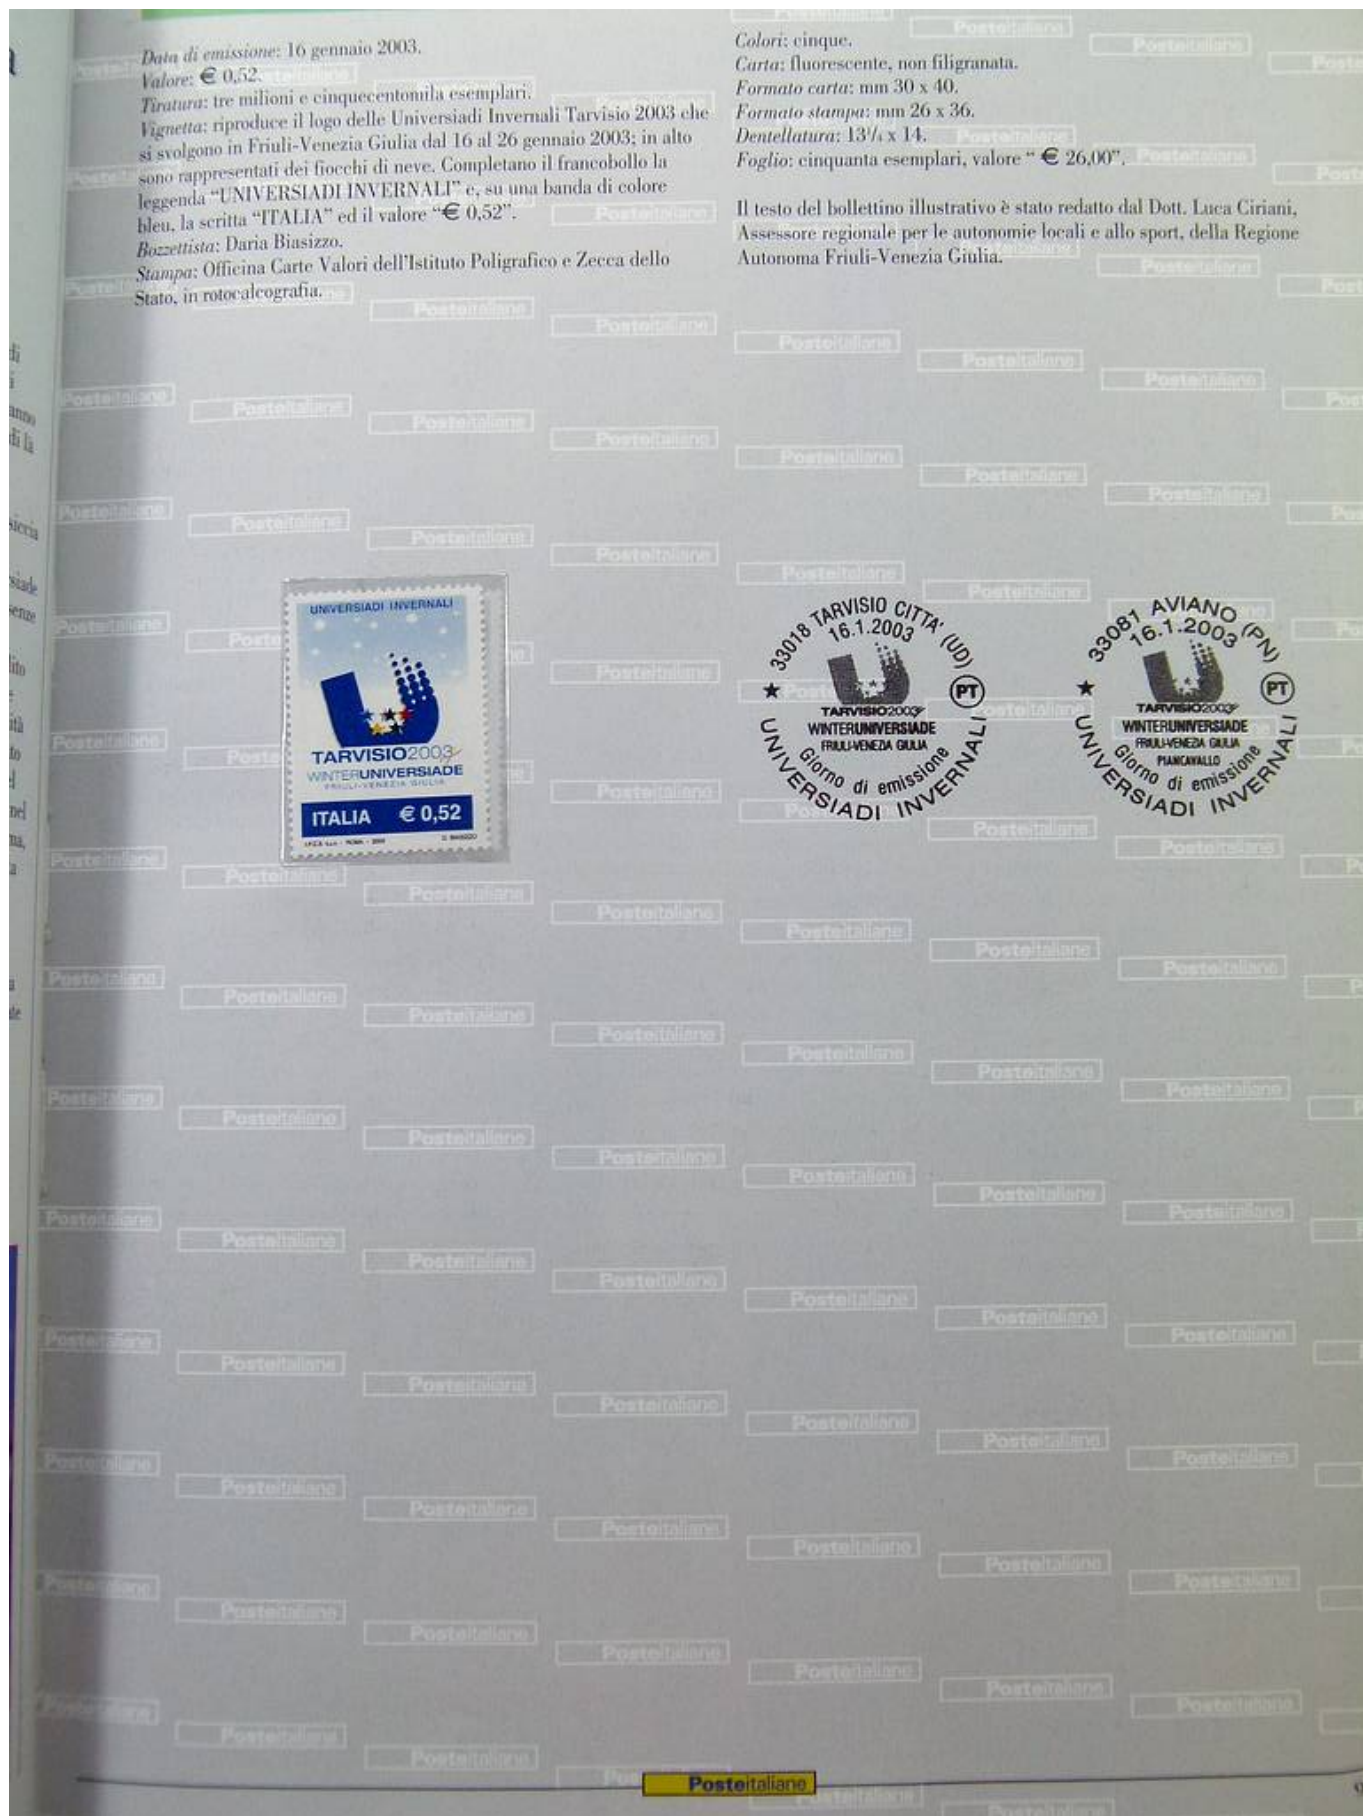 Data di emissione: 16 gennaio 2003.
Valore: € 0,52.
Tiratura: tre milioni e cinquecentomila esemplari.
Vignetta: riproduce il logo delle Universiadi Invernali Tarvisio 2003 che
si svolgono in Friuli-Venezia Giulia dal 16 al 26 gennaio 2003; in alto
sono rappresentati dei fiocchi di neve. Completano il francobollo la
leggenda “UNIVERSIADI INVERNALI” e, su una banda di colore
bleu, la scritta “ITALIA” ed il valore “€ 0,52”.
Bozzettista: Daria Biasizzo.
Stampa: Officina Carte Valori dell'Istituto Poligrafico e Zecca dello
Stato, in rotocalcografia.
Colori: cinque.
Carta: fluorescente, non filigranata.
Formato carta: mm 30 x 40.
Formato stampa: mm 26 x 36.
Dentellatura: 13¼ x 14.
Foglio: cinquanta esemplari, valore “ € 26,00”.
Il testo del bollettino illustrativo è stato redatto dal Dott. Luca Ciriani,
Assessore regionale per le autonomie locali e allo sport, della Regione
Autonoma Friuli-Venezia Giulia.
UNIVERSIADI INVERNALI
TARVISIO2003
WINTERUNIVERSIADE
FRIULI-VENEZIA GIULIA
ITALIA € 0,52
33018 TARVISIO CITTA' (UD)
16.1.2003
PT
TARVISIO2003
WINTERUNIVERSIADE
FRIULI-VENEZIA GIULIA
Giorno di emissione
UNIVERSIADI INVERNALI
33081 AVIANO (PN)
16.1.2003
PT
TARVISIO2003
WINTERUNIVERSIADE
FRIULI-VENEZIA GIULIA
PIANCAVALLO
Giorno di emissione
UNIVERSIADI INVERNALI
Posteitaliane